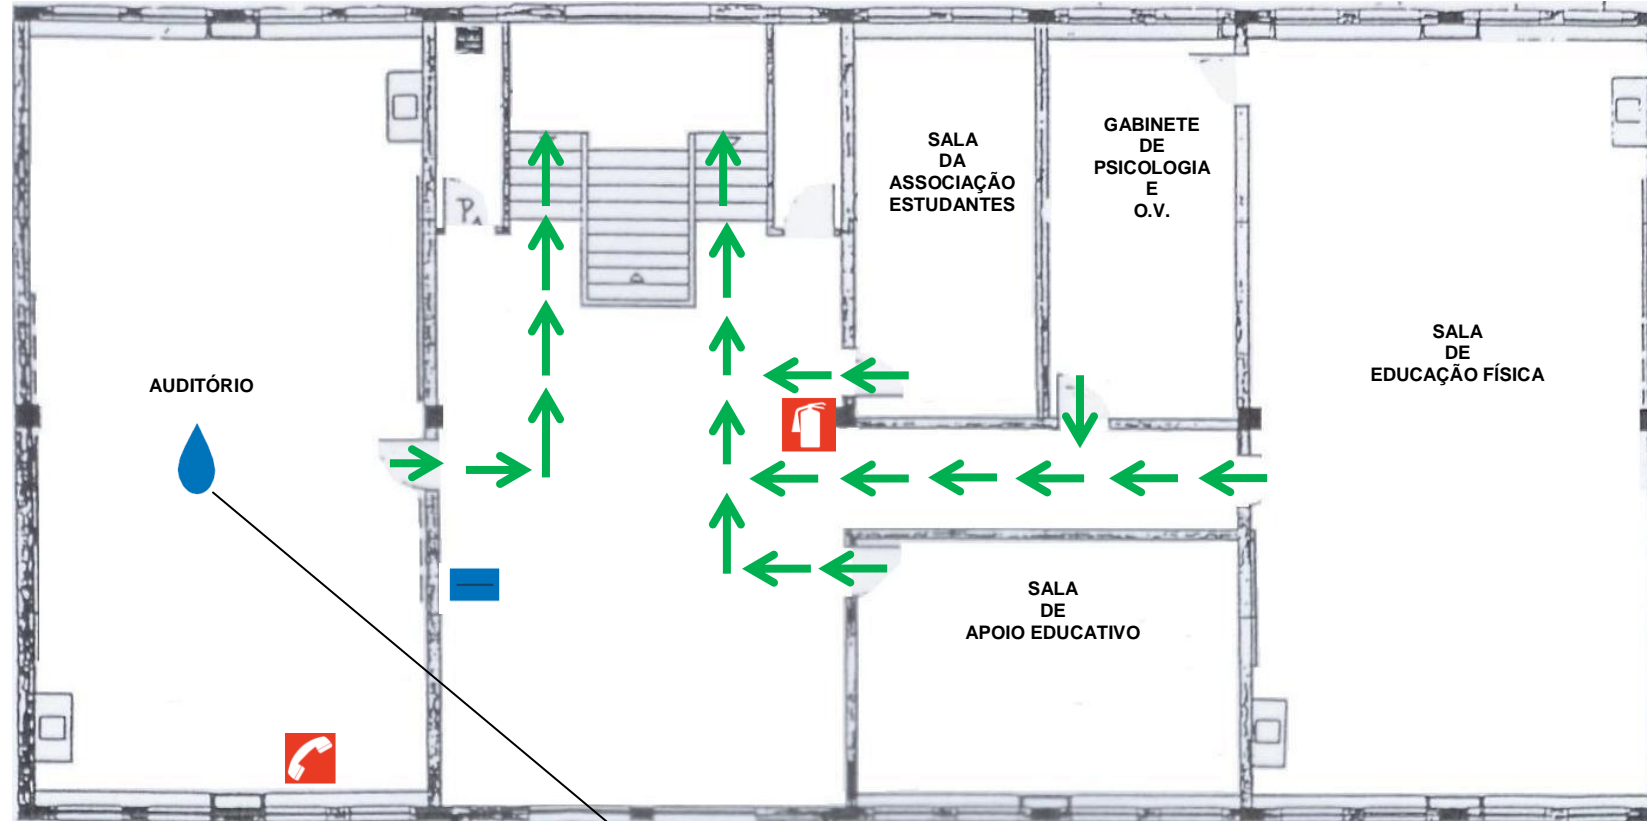 AUDITÓRIO
SALA
DA
ASSOCIAÇÃO
ESTUDANTES
GABINETE
DE
PSICOLOGIA
E
O.V.
SALA
DE
EDUCAÇÃO FÍSICA
SALA
DE
APOIO EDUCATIVO